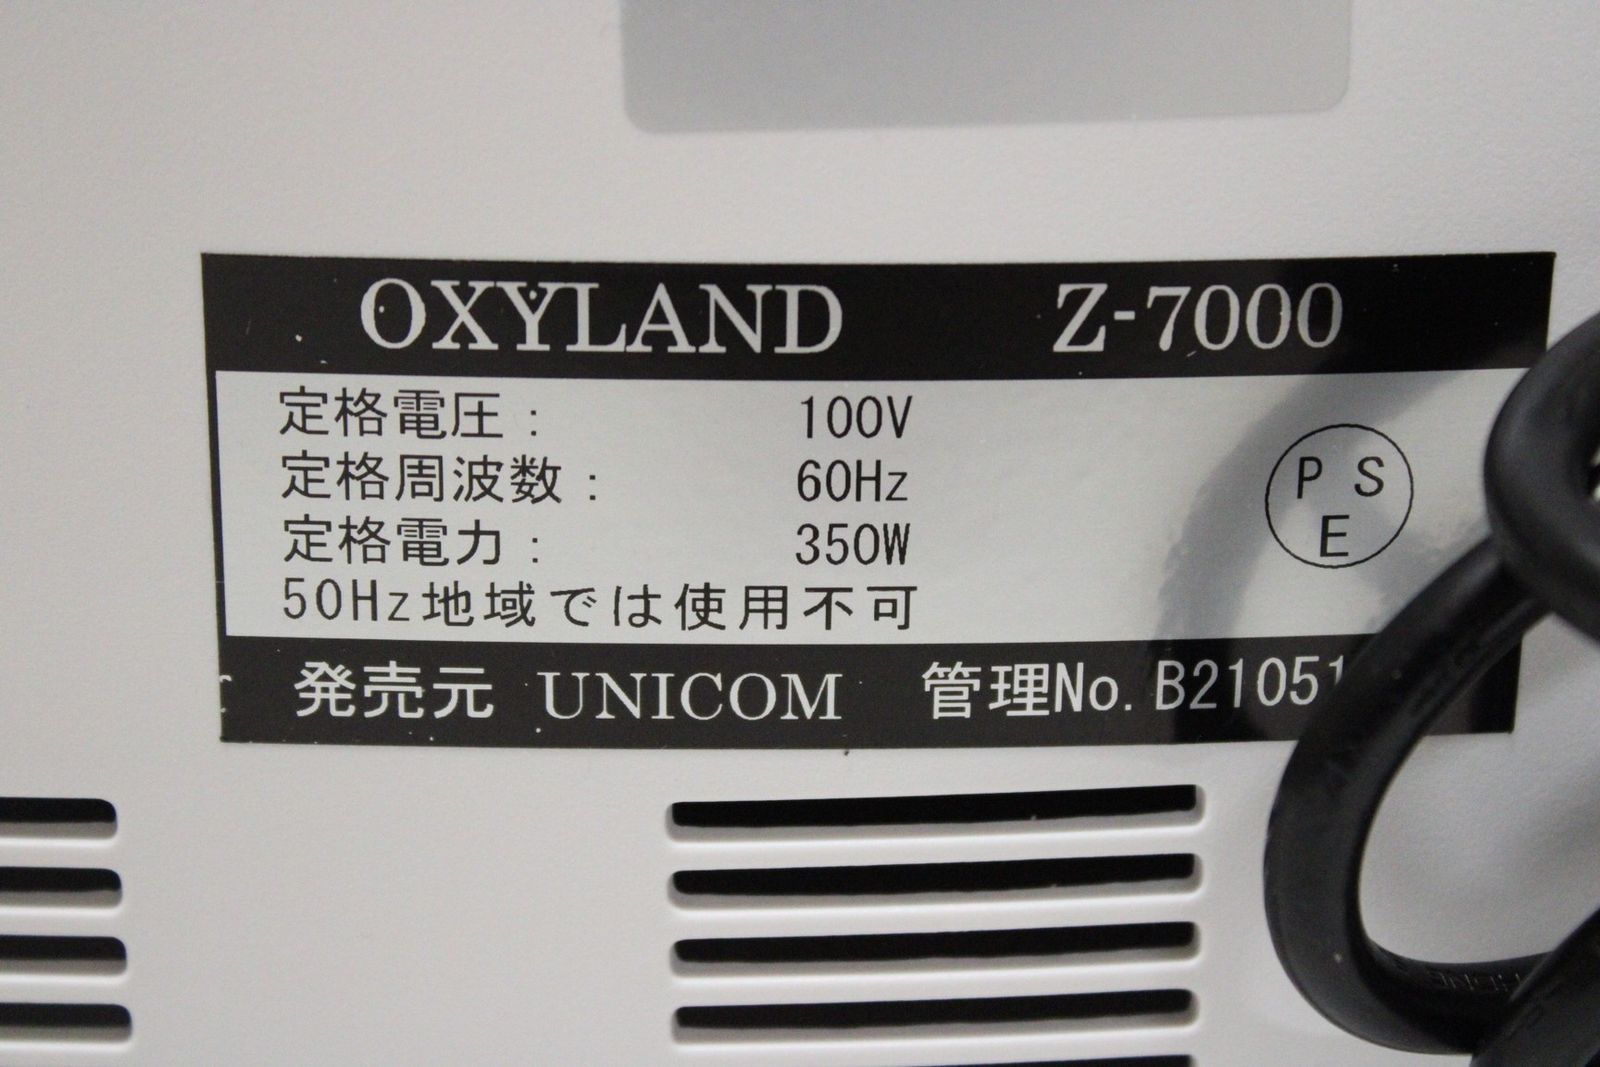 OXYLAND Z-7000
定格電圧： 100V
定格周波数： 60Hz
定格電力： 350W
50Hz地域では使用不可
P S
E
発売元 UNICOM 管理No. B21051